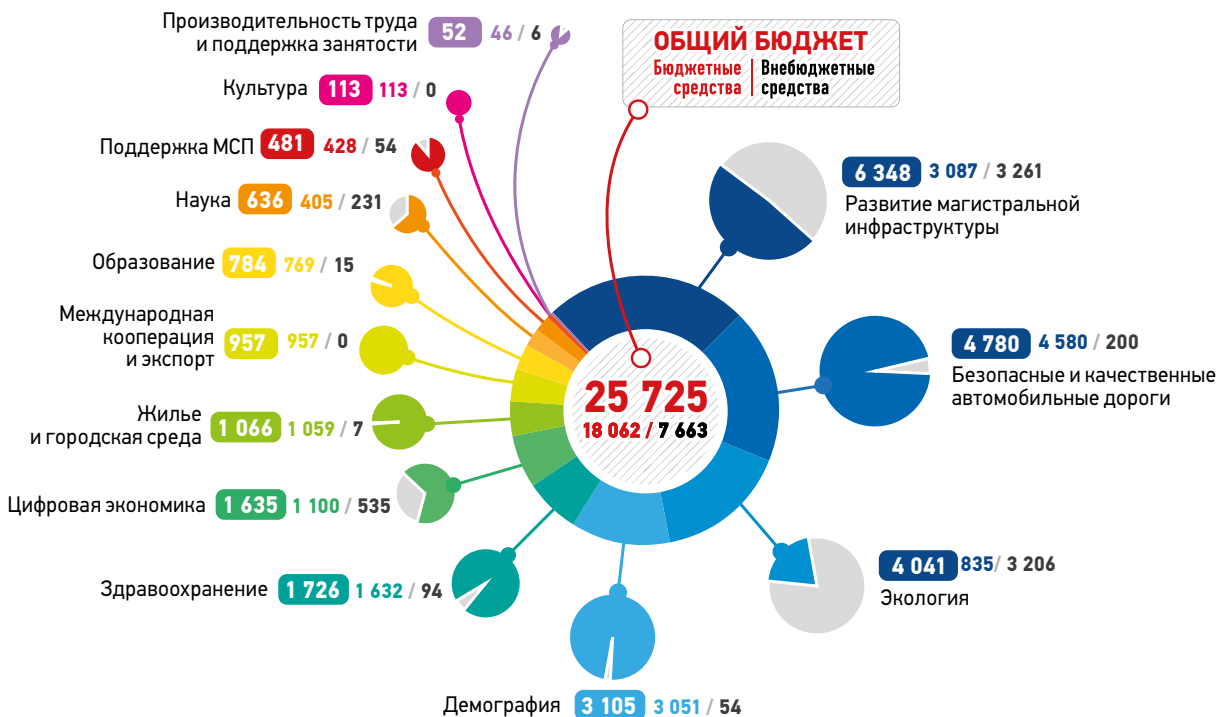 Производительность труда
и поддержка занятости
52 46 / 6
Культура 113 113 / 0
Поддержка МСП 481 428 / 54
Наука 636 405 / 231
Образование 784 769 / 15
Международная
кооперация
и экспорт
957 957 / 0
Жилье
и городская среда
1 066 1 059 / 7
Цифровая экономика 1 635 1 100 / 535
Здравоохранение 1 726 1 632 / 94
Демография 3 105 3 051 / 54
ОБЩИЙ БЮДЖЕТ
Бюджетные
средства
Внебюджетные
средства
25 725
18 062 / 7 663
6 348 3 087 / 3 261
Развитие магистральной
инфраструктуры
4 780 4 580 / 200
Безопасные и качественные
автомобильные дороги
4 041 835/ 3 206
Экология